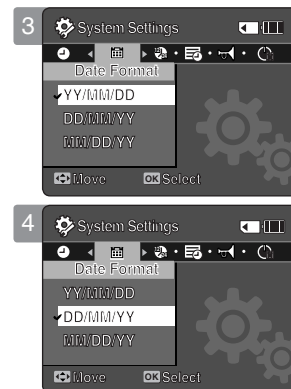 3
System Settings
Date Format
YY/MM/DD
DD/MM/YY
MM/DD/YY
Move OK Select
4
System Settings
Date Format
YY/MM/DD
DD/MM/YY
MM/DD/YY
Move OK Select